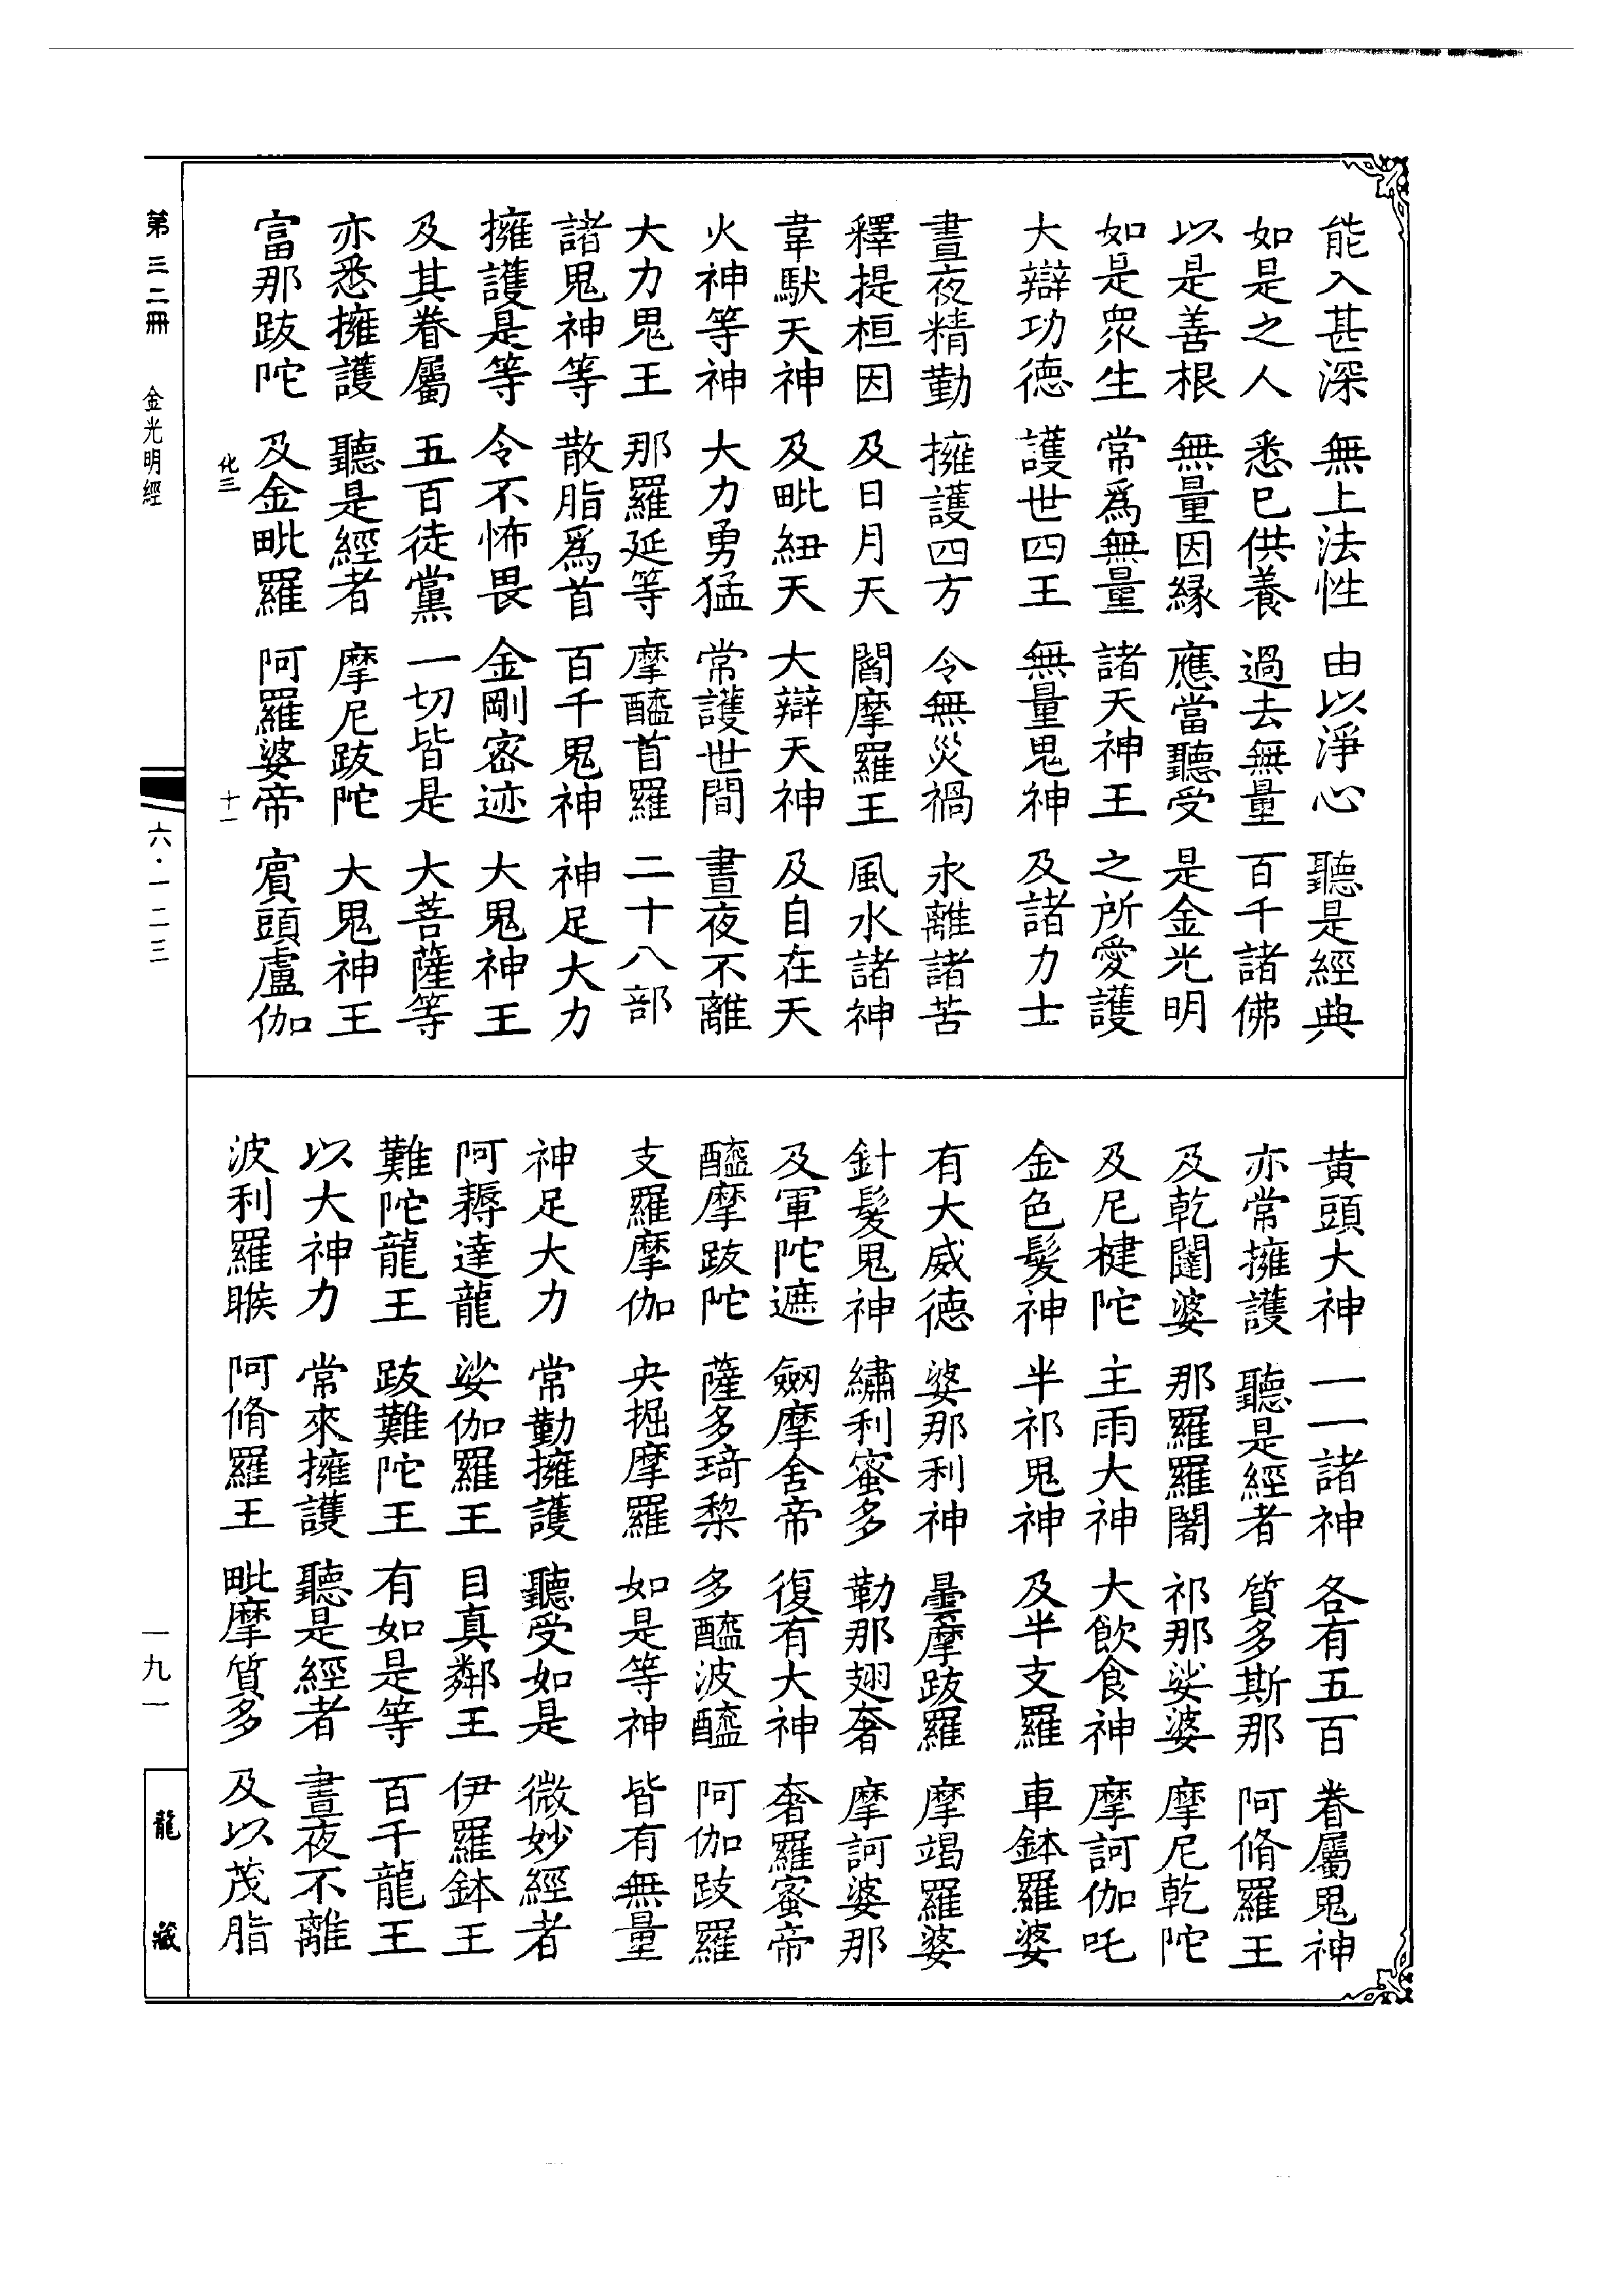 能入甚深　無上法性　由以淨心　聽是經典
如是之人　悉已供養　過去無量　百千諸佛
以是善根　無量因緣　應當聽受　是金光明
如是眾生　常爲無量　諸天神王　之所愛護
大辯功德　護世四王　無量鬼神　及諸力士
晝夜精勤　擁護四方　令無災禍　永離諸苦
釋提桓因　及日月天　閻摩羅王　風水諸神
韋馱天神　及毗紐天　大辯天神　及自在天
火神等神　大力勇猛　常護世間　晝夜不離
大力鬼王　那羅延等　摩醯首羅　二十八部
諸鬼神等　散脂爲首　百千鬼神　神足大力
擁護是等　令不怖畏　金剛密迹　大鬼神王
及其眷屬　五百徒黨　一切皆是　大菩薩等
亦悉擁護　聽是經者　摩尼跋陀　大鬼神王
富那跋陀　及金毗羅　阿羅婆帝　賓頭盧伽
化三　十一
黃頭大神　一一諸神　各有五百　眷屬鬼神
亦常擁護　聽是經者　質多斯那　阿脩羅王
及乾闥婆　那羅羅闍　祁那娑婆　摩尼乾陀
及尼揵陀　主雨大神　大飲食神　摩訶伽吒
金色髮神　半祁鬼神　及半支羅　車鉢羅婆
有大威德　婆那利神　曇摩跋羅　摩竭羅婆
針髮鬼神　繡利蜜多　勒那翅奢　摩訶婆那
及軍陀遮　劒摩舍帝　復有大神　奢羅蜜帝
醯摩跋陀　薩多琦梨　多醯波醯　阿伽跋羅
支羅摩伽　央掘摩羅　如是等神　皆有無量
神足大力　常勤擁護　聽受如是　微妙經者
阿耨達龍　娑伽羅王　目真鄰王　伊羅鉢王
難陀龍王　跋難陀王　有如是等　百千龍王
以大神力　常來擁護　聽是經者　晝夜不離
波利羅睺　阿脩羅王　毗摩質多　及以茂脂
第三二冊　金光明經
六·一二三
一九一
龍藏